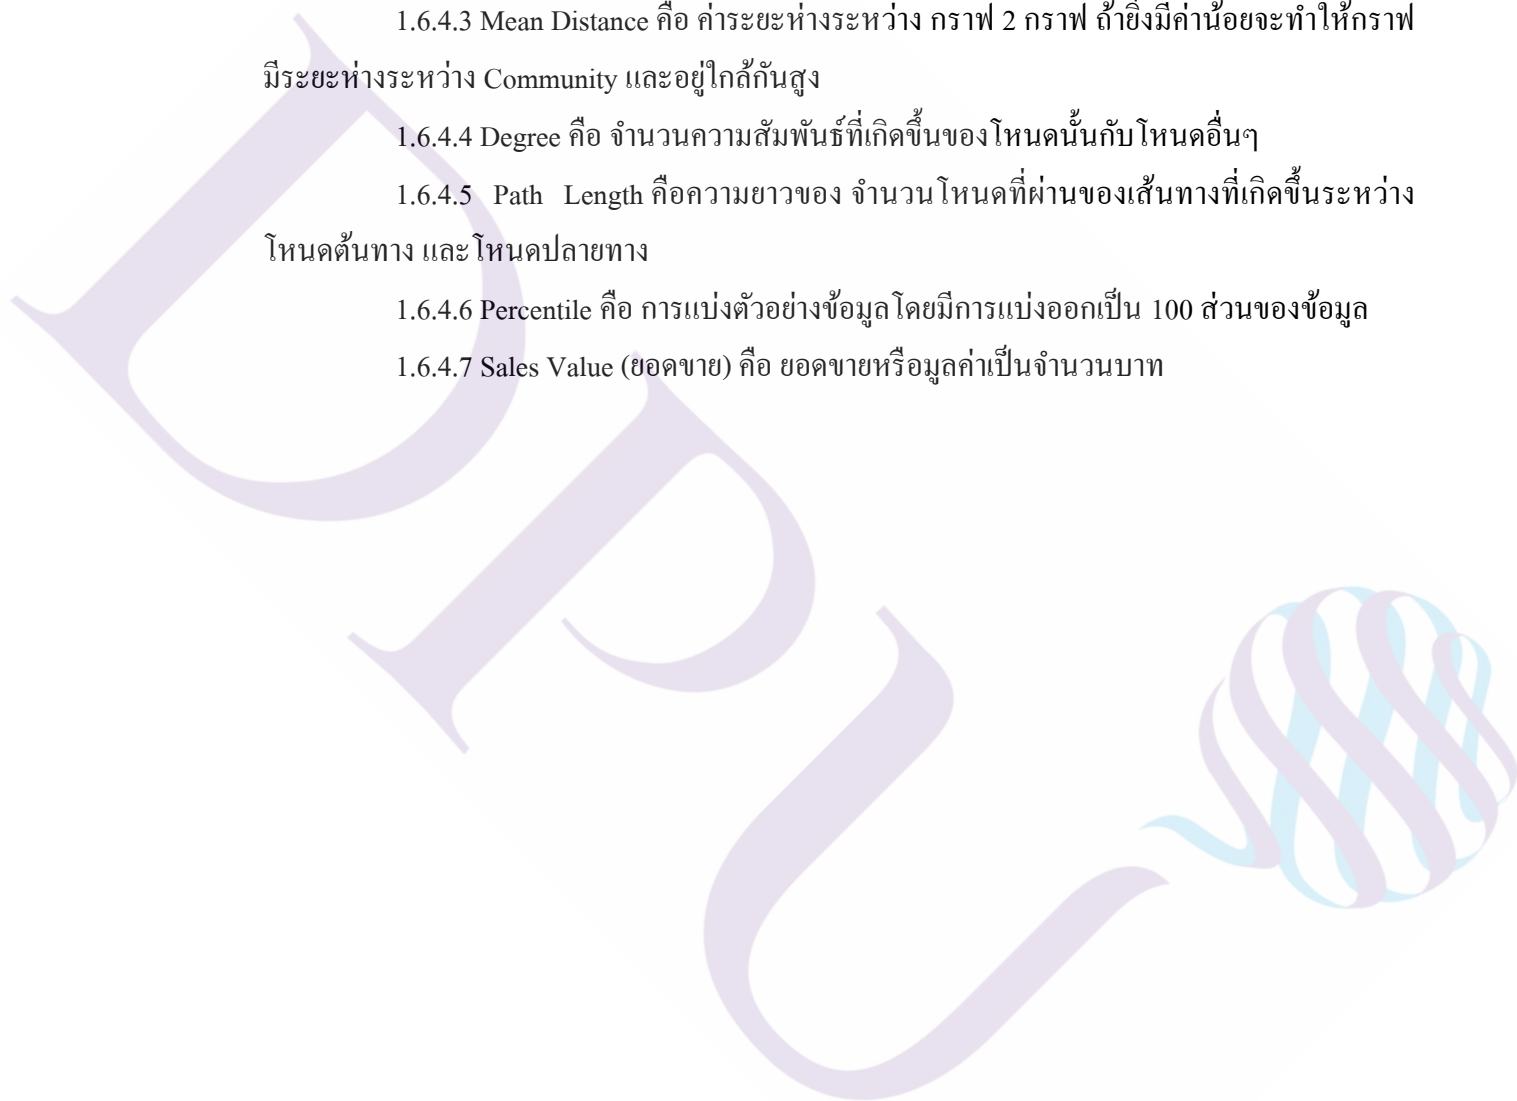 1.6.4.3 Mean Distance คือ ค่าระยะห่างระหว่าง กราฟ 2 กราฟ ถ้ายิ่งมีค่าน้อยจะทำให้กราฟ
มีระยะห่างระหว่าง Community และอยู่ใกล้กันสูง
1.6.4.4 Degree คือ จำนวนความสัมพันธ์ที่เกิดขึ้นของโหนดนั้นกับโหนดอื่นๆ
1.6.4.5 Path Length คือความยาวของ จำนวนโหนดที่ผ่านของเส้นทางที่เกิดขึ้นระหว่าง
โหนดต้นทาง และโหนดปลายทาง
1.6.4.6 Percentile คือ การแบ่งตัวอย่างข้อมูลโดยมีการแบ่งออกเป็น 100 ส่วนของข้อมูล
1.6.4.7 Sales Value (ยอดขาย) คือ ยอดขายหรือมูลค่าเป็นจำนวนบาท
DPU